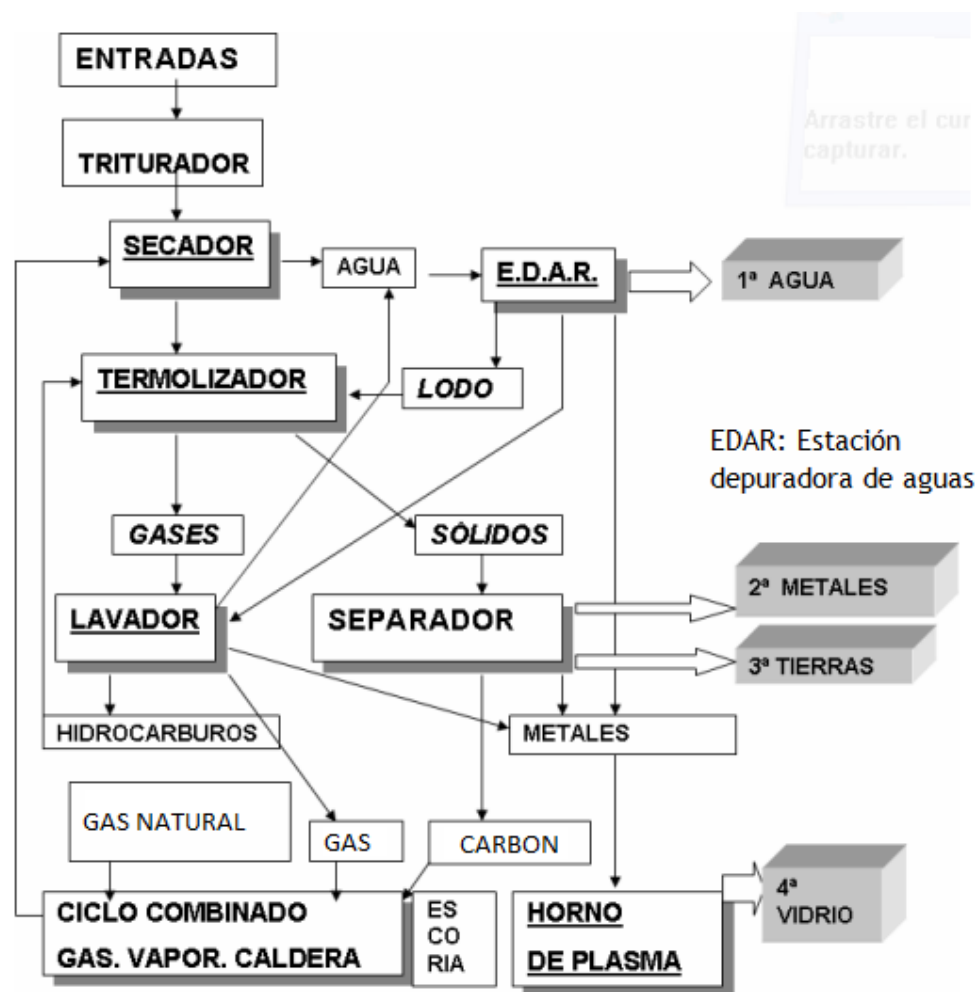 ENTRADAS
Arrastre el cur
capturar.
TRITURADOR
SECADOR
AGUA
E.D.A.R.
1ª AGUA
TERMOLIZADOR
LODO
EDAR: Estación
depuradora de aguas
GASES
SÓLIDOS
2ª METALES
LAVADOR
SEPARADOR
3ª TIERRAS
HIDROCARBUROS
METALES
GAS NATURAL
GAS
CARBON
CICLO COMBINADO
GAS. VAPOR. CALDERA
ES
CO
RIA
HORNO
DE PLASMA
4ª
VIDRIO